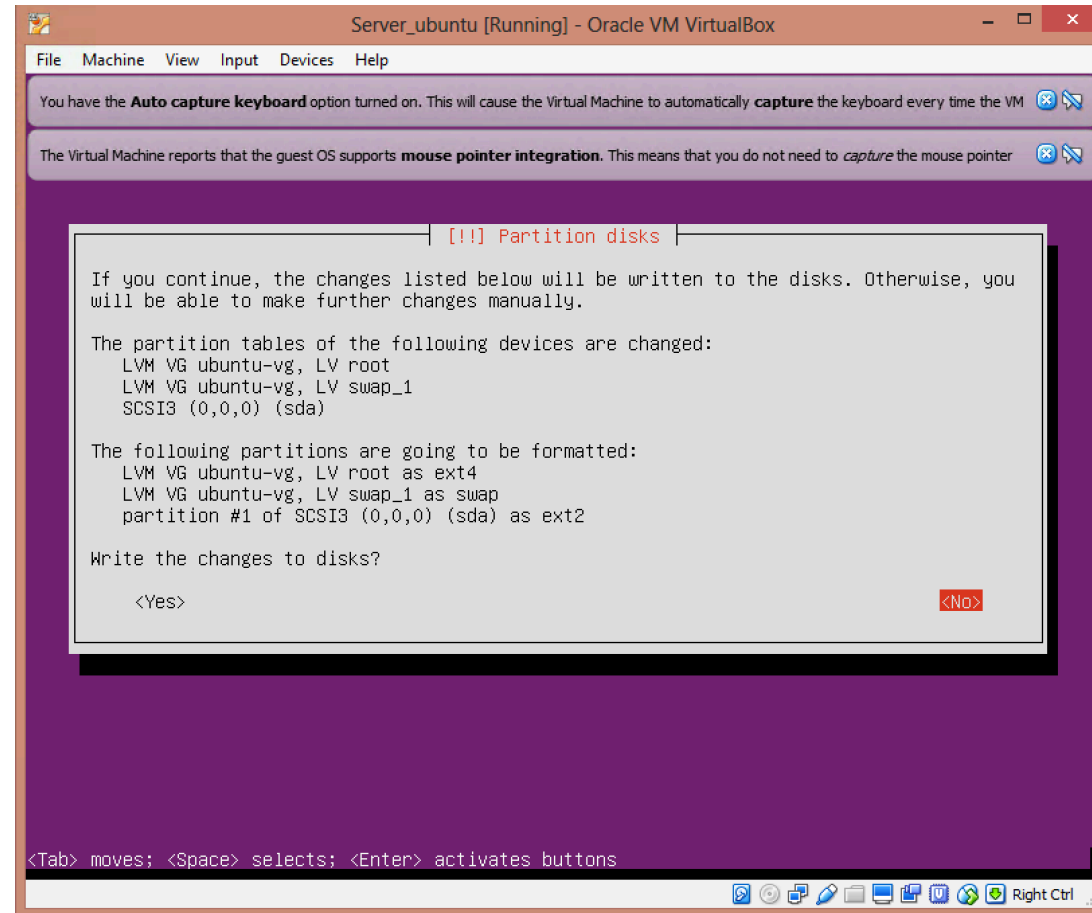 Server_ubuntu [Running] - Oracle VM VirtualBox
File Machine View Input Devices Help
You have the Auto capture keyboard option turned on. This will cause the Virtual Machine to automatically capture the keyboard every time the VM
The Virtual Machine reports that the guest OS supports mouse pointer integration. This means that you do not need to capture the mouse pointer
[!!] Partition disks
If you continue, the changes listed below will be written to the disks. Otherwise, you
will be able to make further changes manually.
The partition tables of the following devices are changed:
LVM VG ubuntu-vg, LV root
LVM VG ubuntu-vg, LV swap_1
SCSI3 (0,0,0) (sda)
The following partitions are going to be formatted:
LVM VG ubuntu-vg, LV root as ext4
LVM VG ubuntu-vg, LV swap_1 as swap
partition #1 of SCSI3 (0,0,0) (sda) as ext2
Write the changes to disks?
<Yes> <No>
<Tab> moves; <Space> selects; <Enter> activates buttons
Right Ctrl